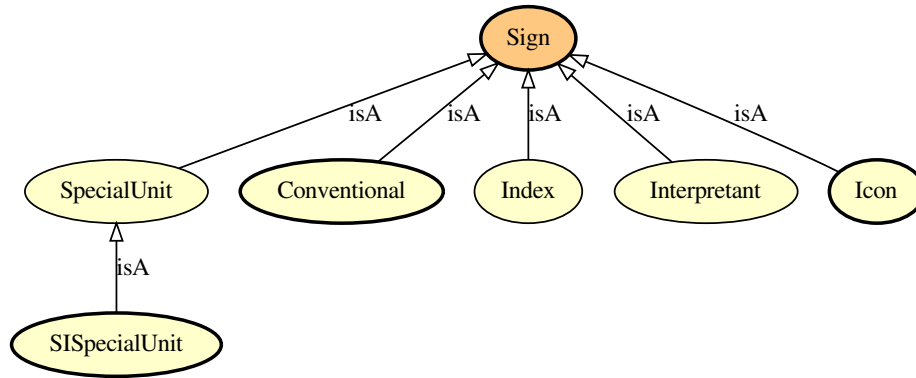 Sign
isA
isA
isA
isA
isA
SpecialUnit
Conventional
Index
Interpretant
Icon
isA
SISpecialUnit